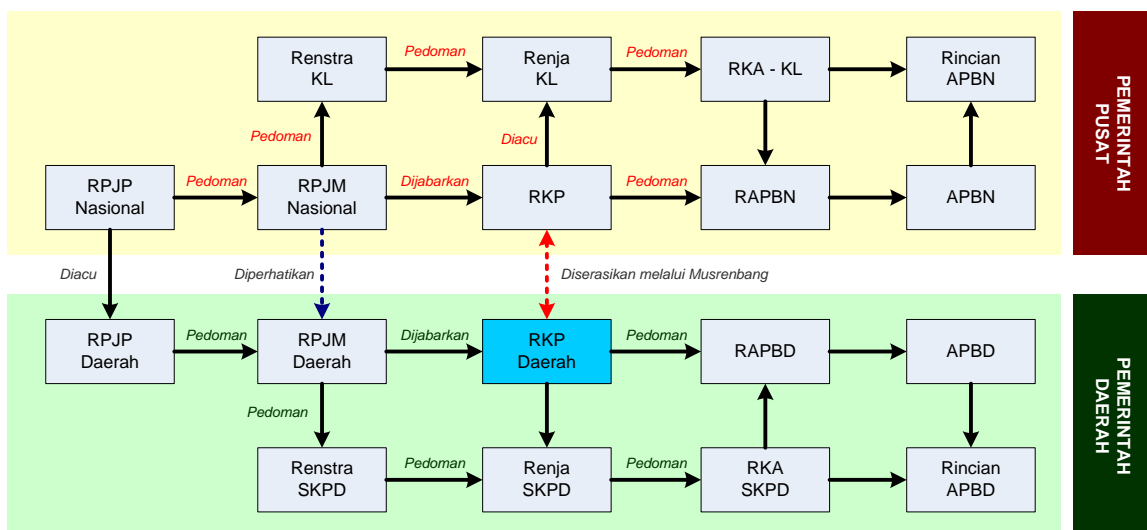 Renstra
KL
Pedoman
Renja
KL
Pedoman
RKA - KL
Rincian
APBN
Pedoman
Diacu
RPJP
Nasional
Pedoman
RPJM
Nasional
Dijabarkan
RKP
Pedoman
RAPBN
APBN
PEMERINTAH
PUSAT
Diacu
Diperhatikan
Diserasikan melalui Musrenbang
RPJP
Daerah
Pedoman
RPJM
Daerah
Dijabarkan
RKP
Daerah
Pedoman
RAPBD
APBD
Pedoman
Renstra
SKPD
Pedoman
Renja
SKPD
Pedoman
RKA
SKPD
Rincian
APBD
PEMERINTAH
DAERAH